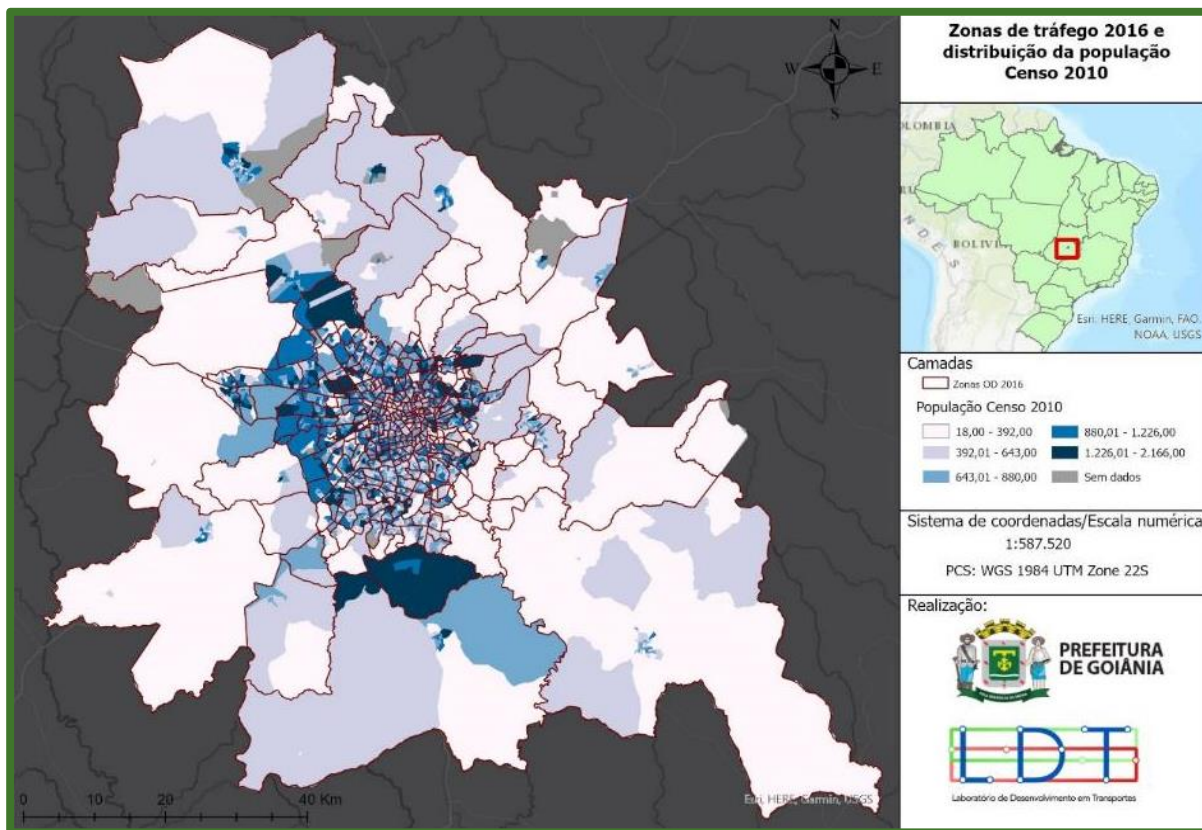 Zonas de tráfego 2016 e
distribuição da população
Censo 2010
N
W
E
S
BOLIVI
Esri, HERE, Garmin, FAO,
NOAA, USGS
Camadas
Zonas OD 2016
População Censo 2010
18,00 - 392,00
880,01 - 1.226,00
392,01 - 643,00
1.226,01 - 2.166,00
643,01 - 880,00
Sem dados
Sistema de coordenadas/Escala numérica
1:587.520
PCS: WGS 1984 UTM Zone 22S
Realização:
PREFEITURA
DE GOIÂNIA
LDT
Laboratório de Desenvolvimento em Transportes
0 10 20 40 Km
Esri, HERE, Garmin, USGS